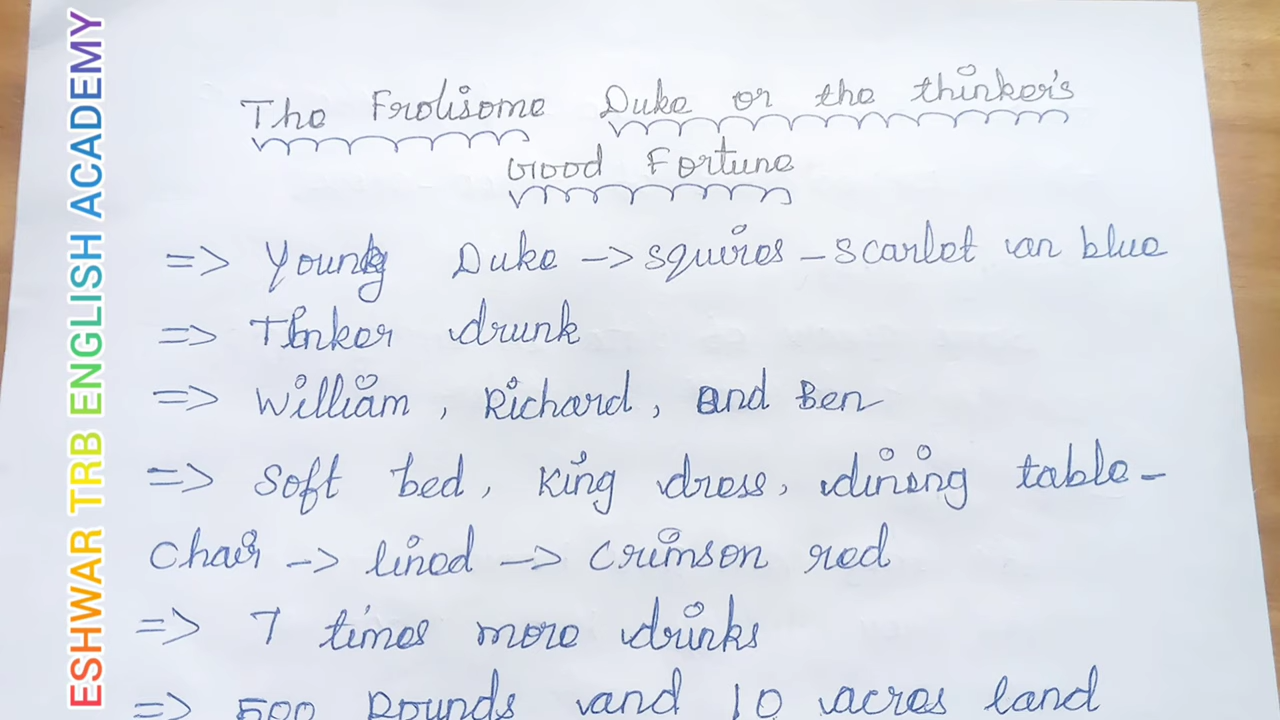 ESHWAR TRB ENGLISH ACADEMY
The Frolisome Duke or the thinker's
Good Fortune
=> Young Duke -> squires - scarlet an blue
=> Tinker drunk
=> William, Richard, and Ben
=> Soft bed, King dress, dining table -
Chair -> lined -> Crimson red
=> 7 times more drinks
=> 500 Pounds and 10 acres land